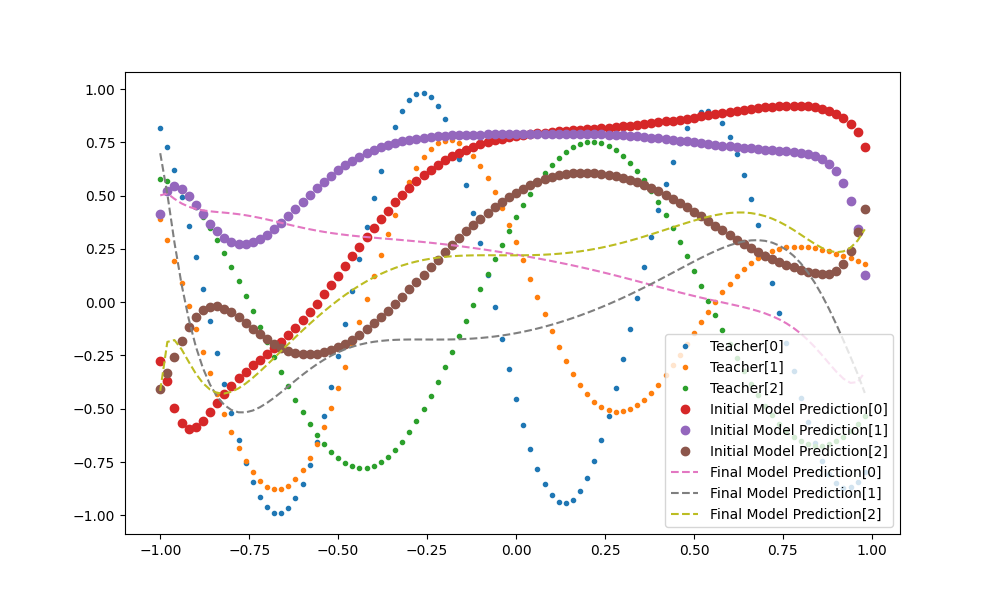 1.00
0.75
0.50
0.25
0.00
−0.25
−0.50
−0.75
−1.00
−1.00 −0.75 −0.50 −0.25 0.00 0.25 0.50 0.75 1.00
Teacher[0]
Teacher[1]
Teacher[2]
Initial Model Prediction[0]
Initial Model Prediction[1]
Initial Model Prediction[2]
Final Model Prediction[0]
Final Model Prediction[1]
Final Model Prediction[2]